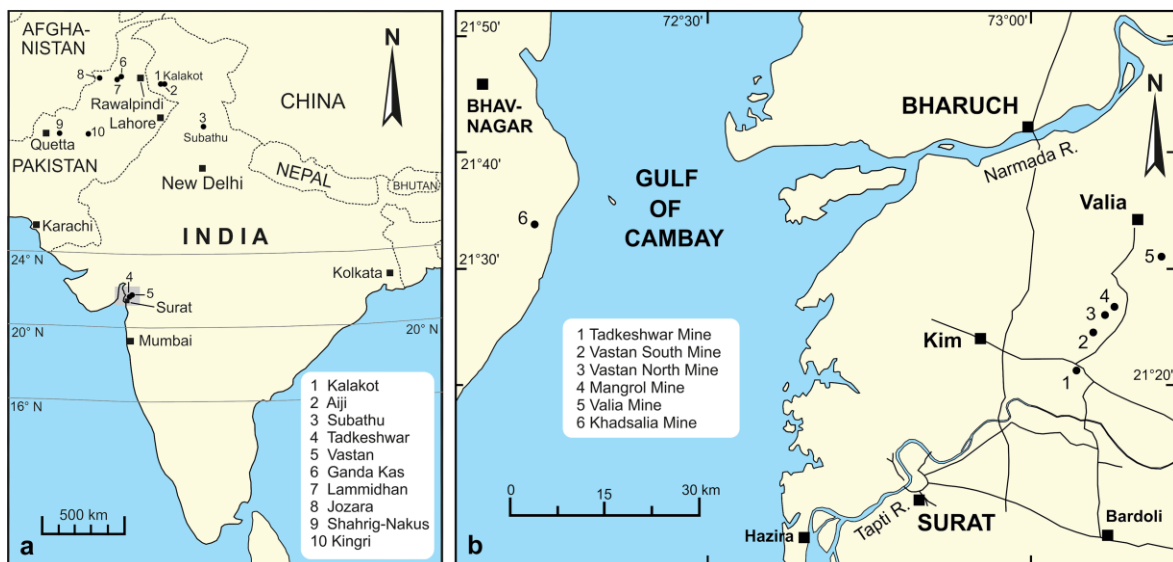 AFGHA-
NISTAN
N
8
6
7
1 Kalakot
2
Rawalpindi
CHINA
Lahore
3
Subathu
9
10
Quetta
PAKISTAN
New Delhi
NEPAL
BHUTAN
Karachi
INDIA
24° N
Kolkata
4
5
Surat
20° N
20° N
Mumbai
16° N
1 Kalakot
2 Aiji
3 Subathu
4 Tadkeshwar
5 Vastan
6 Ganda Kas
7 Lammidhan
8 Jozara
9 Shahrig-Nakus
10 Kingri
500 km
a
72°30'
73°00'
21°50'
BHAV-
NAGAR
BHARUCH
N
Narmada R.
21°40'
GULF
OF
CAMBAY
Valia
6
5
21°30'
4
3
2
Kim
1
21°20'
1 Tadkeshwar Mine
2 Vastan South Mine
3 Vastan North Mine
4 Mangrol Mine
5 Valia Mine
6 Khadsalia Mine
0 15 30 km
Tapti R.
SURAT
Hazira
Bardoli
b